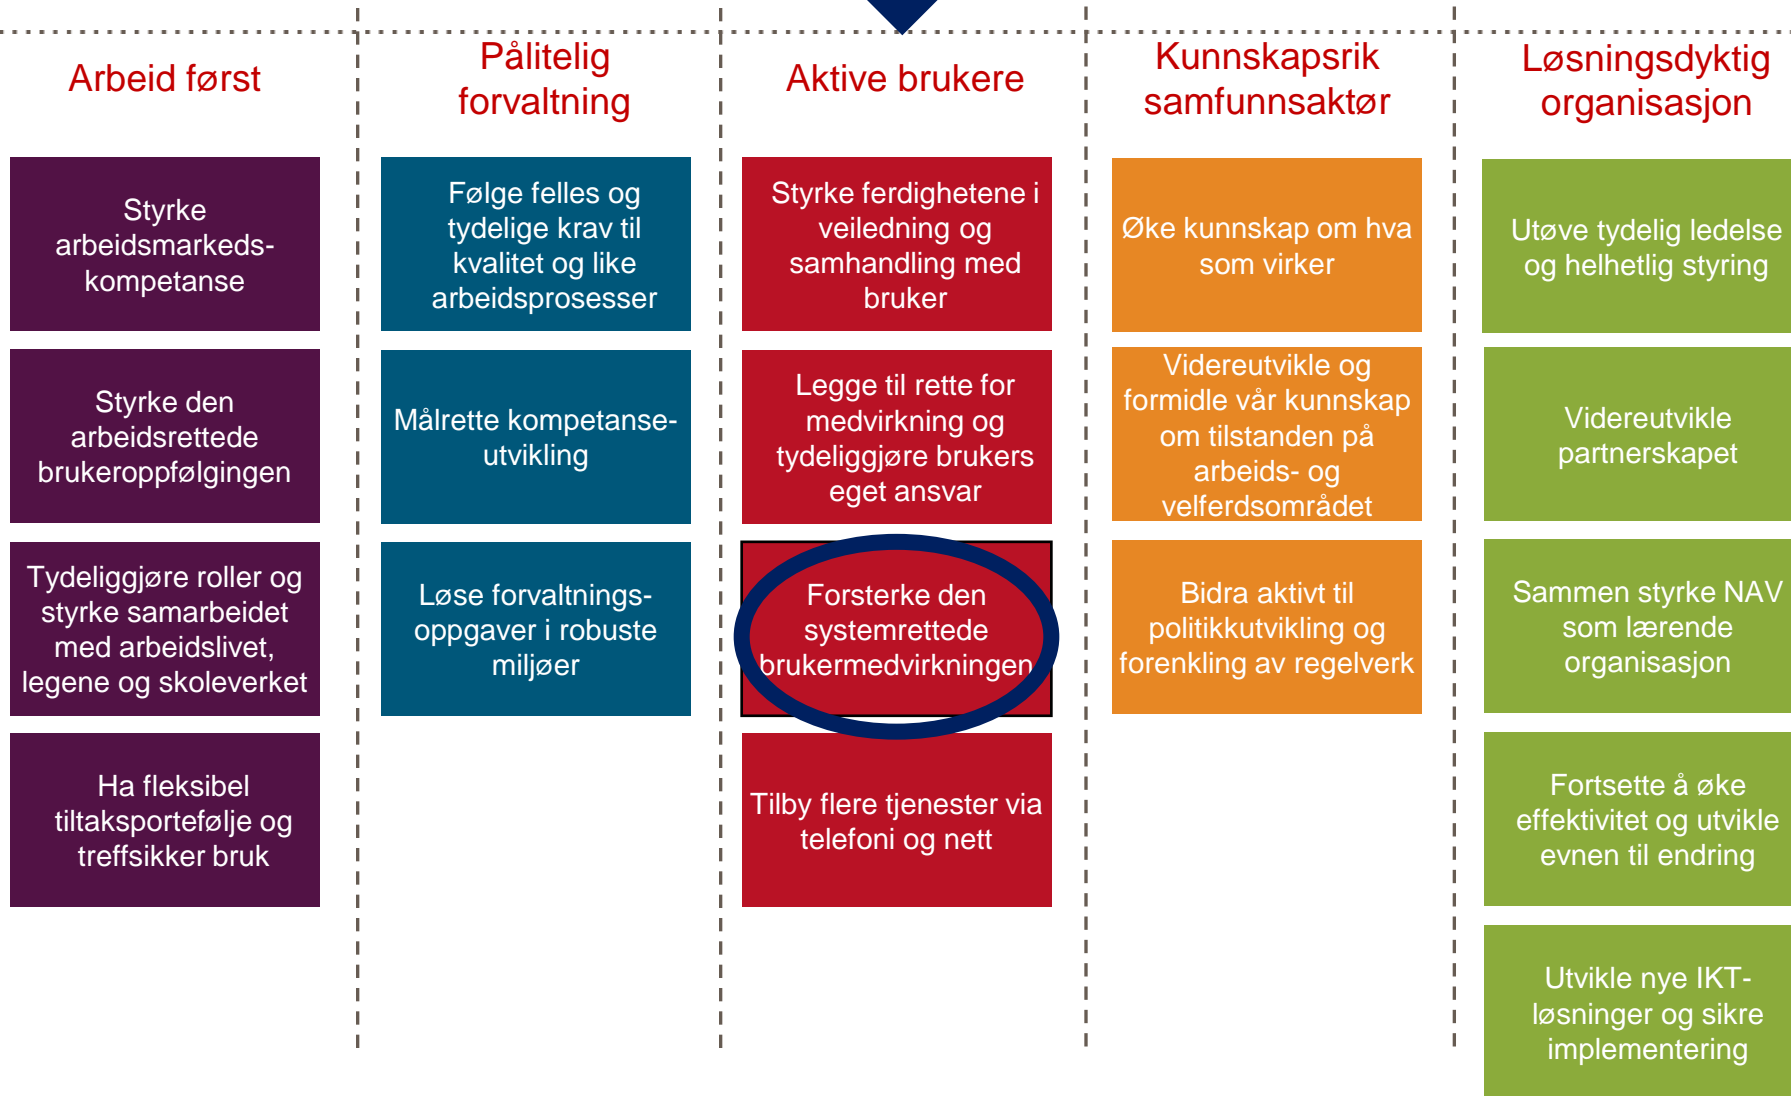 Arbeid først
Styrke
arbeidsmarkeds-
kompetanse
Styrke den
arbeidsrettede
brukeroppfølgingen
Tydeliggjøre roller og
styrke samarbeidet
med arbeidslivet,
legene og skoleverket
Ha fleksibel
tiltaksportefølje og
treffsikker bruk
Pålitelig
forvaltning
Følge felles og
tydelige krav til
kvalitet og like
arbeidsprosesser
Målrette kompetanse-
utvikling
Løse forvaltnings-
oppgaver i robuste
miljøer
Aktive brukere
Styrke ferdighetene i
veiledning og
samhandling med
bruker
Legge til rette for
medvirkning og
tydeliggjøre brukers
eget ansvar
Forsterke den
systemrettede
brukermedvirkningen
Tilby flere tjenester via
telefoni og nett
Kunnskapsrik
samfunnsaktør
Øke kunnskap om hva
som virker
Videreutvikle og
formidle vår kunnskap
om tilstanden på
arbeids- og
velferdsområdet
Bidra aktivt til
politikkutvikling og
forenkling av regelverk
Løsningsdyktig
organisasjon
Utøve tydelig ledelse
og helhetlig styring
Videreutvikle
partnerskapet
Sammen styrke NAV
som lærende
organisasjon
Fortsette å øke
effektivitet og utvikle
evnen til endring
Utvikle nye IKT-
løsninger og sikre
implementering